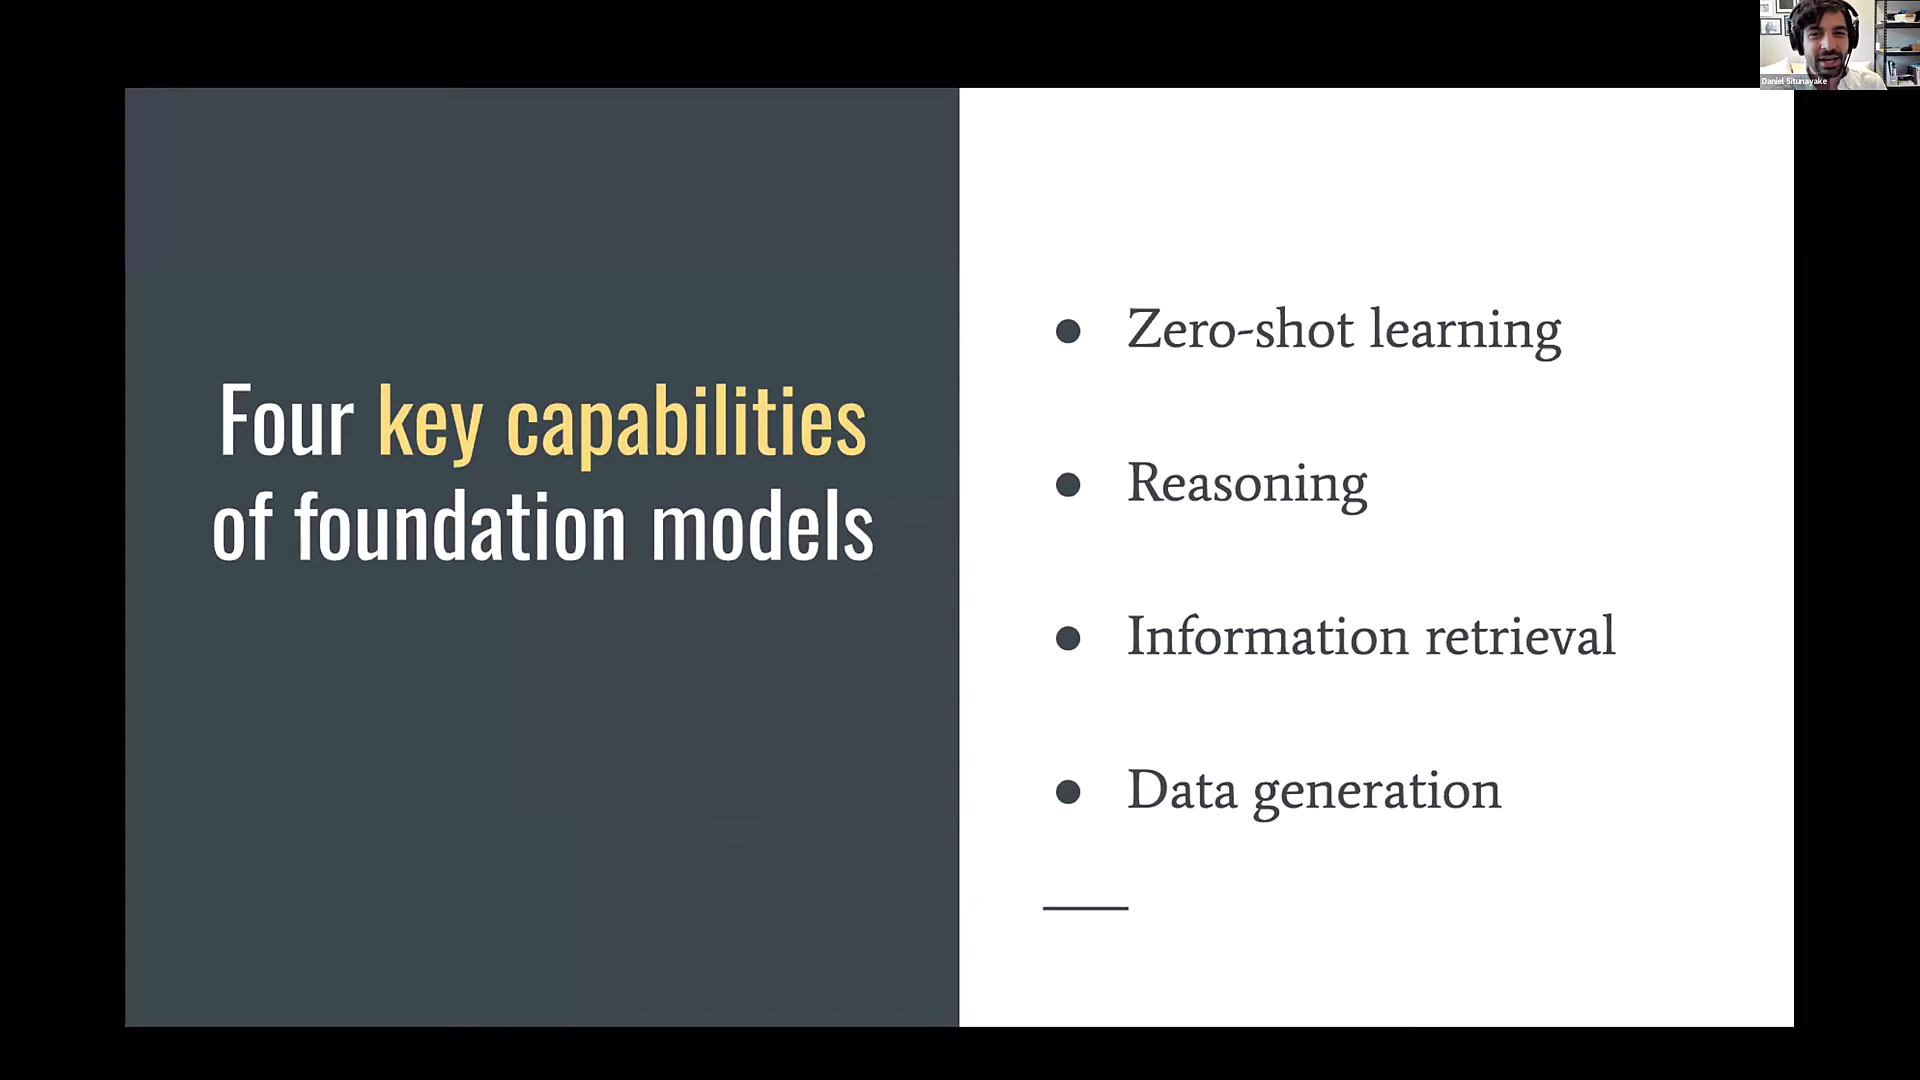 Daniel Situnayake
Four key capabilities
of foundation models
● Zero-shot learning
● Reasoning
● Information retrieval
● Data generation